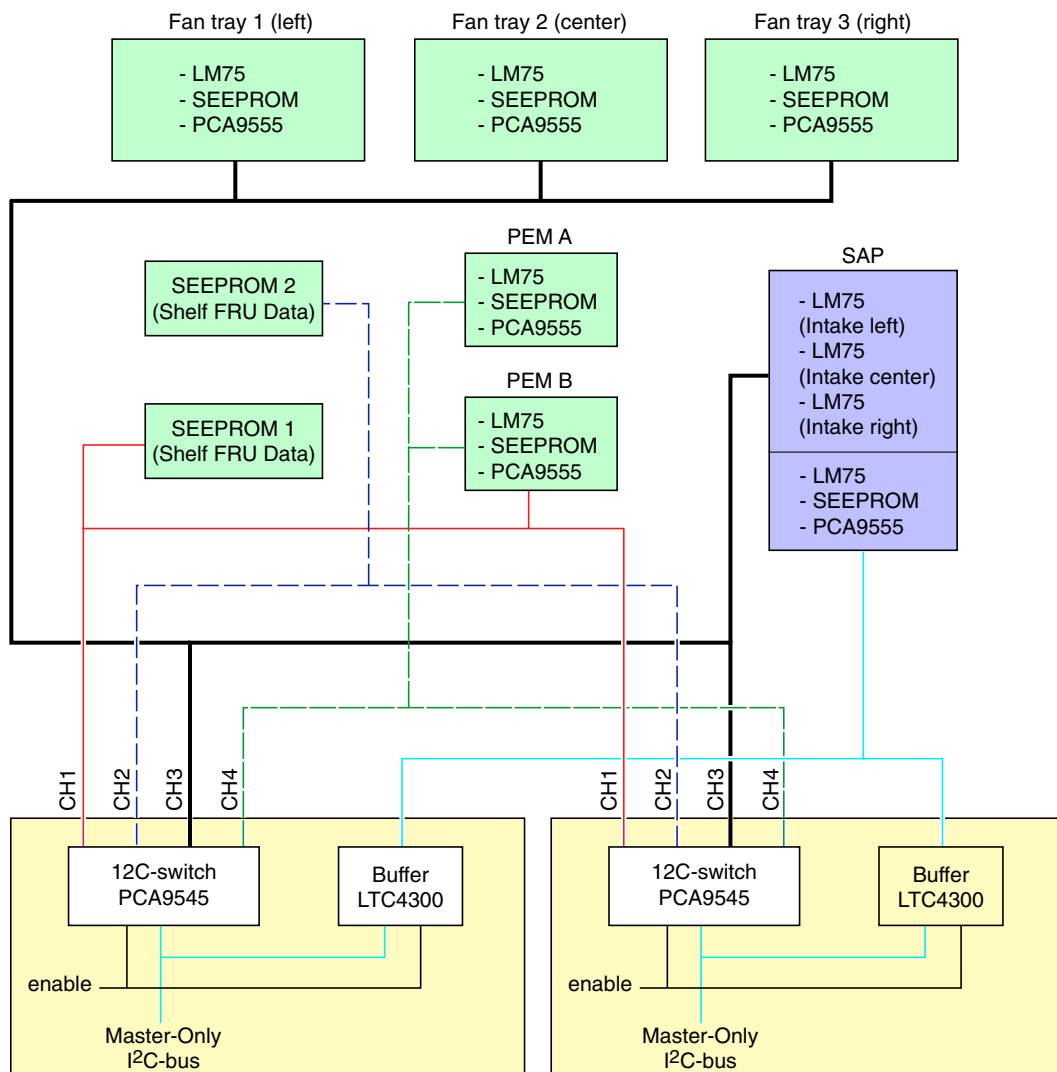 Fan tray 1 (left)
Fan tray 2 (center)
Fan tray 3 (right)
- LM75
- SEEPROM
- PCA9555
- LM75
- SEEPROM
- PCA9555
- LM75
- SEEPROM
- PCA9555
PEM A
- LM75
- SEEPROM
- PCA9555
SEEPROM 2
(Shelf FRU Data)
SAP
- LM75
(Intake left)
- LM75
(Intake center)
- LM75
(Intake right)
- LM75
- SEEPROM
- PCA9555
PEM B
- LM75
- SEEPROM
- PCA9555
SEEPROM 1
(Shelf FRU Data)
CH1
CH2
CH3
CH4
CH1
CH2
CH3
CH4
12C-switch
PCA9545
Buffer
LTC4300
enable
Master-Only
I²C-bus
12C-switch
PCA9545
Buffer
LTC4300
enable
Master-Only
I²C-bus